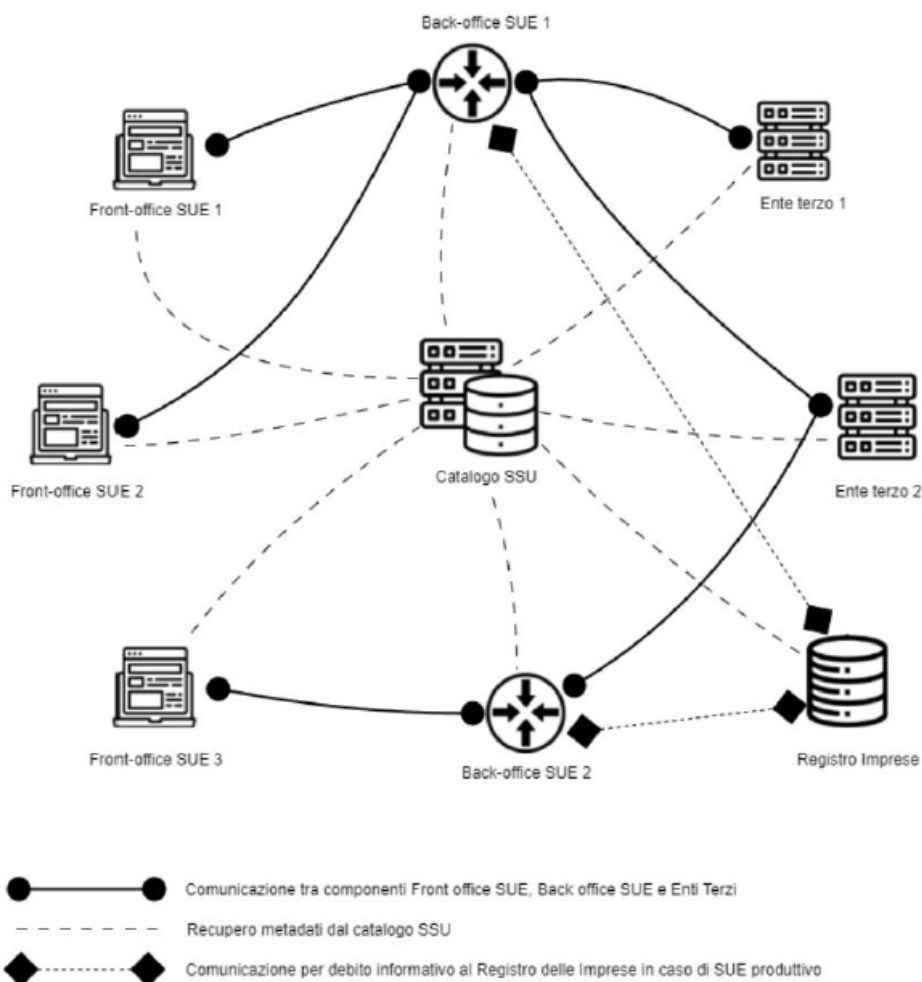 Back-office SUE 1
Front-office SUE 1
Ente terzo 1
Catalogo SSU
Front-office SUE 2
Ente terzo 2
Front-office SUE 3
Back-office SUE 2
Registro Imprese
Comunicazione tra componenti Front office SUE, Back office SUE e Enti Terzi
Recupero metadati dal catalogo SSU
Comunicazione per debito informativo al Registro delle Imprese in caso di SUE produttivo